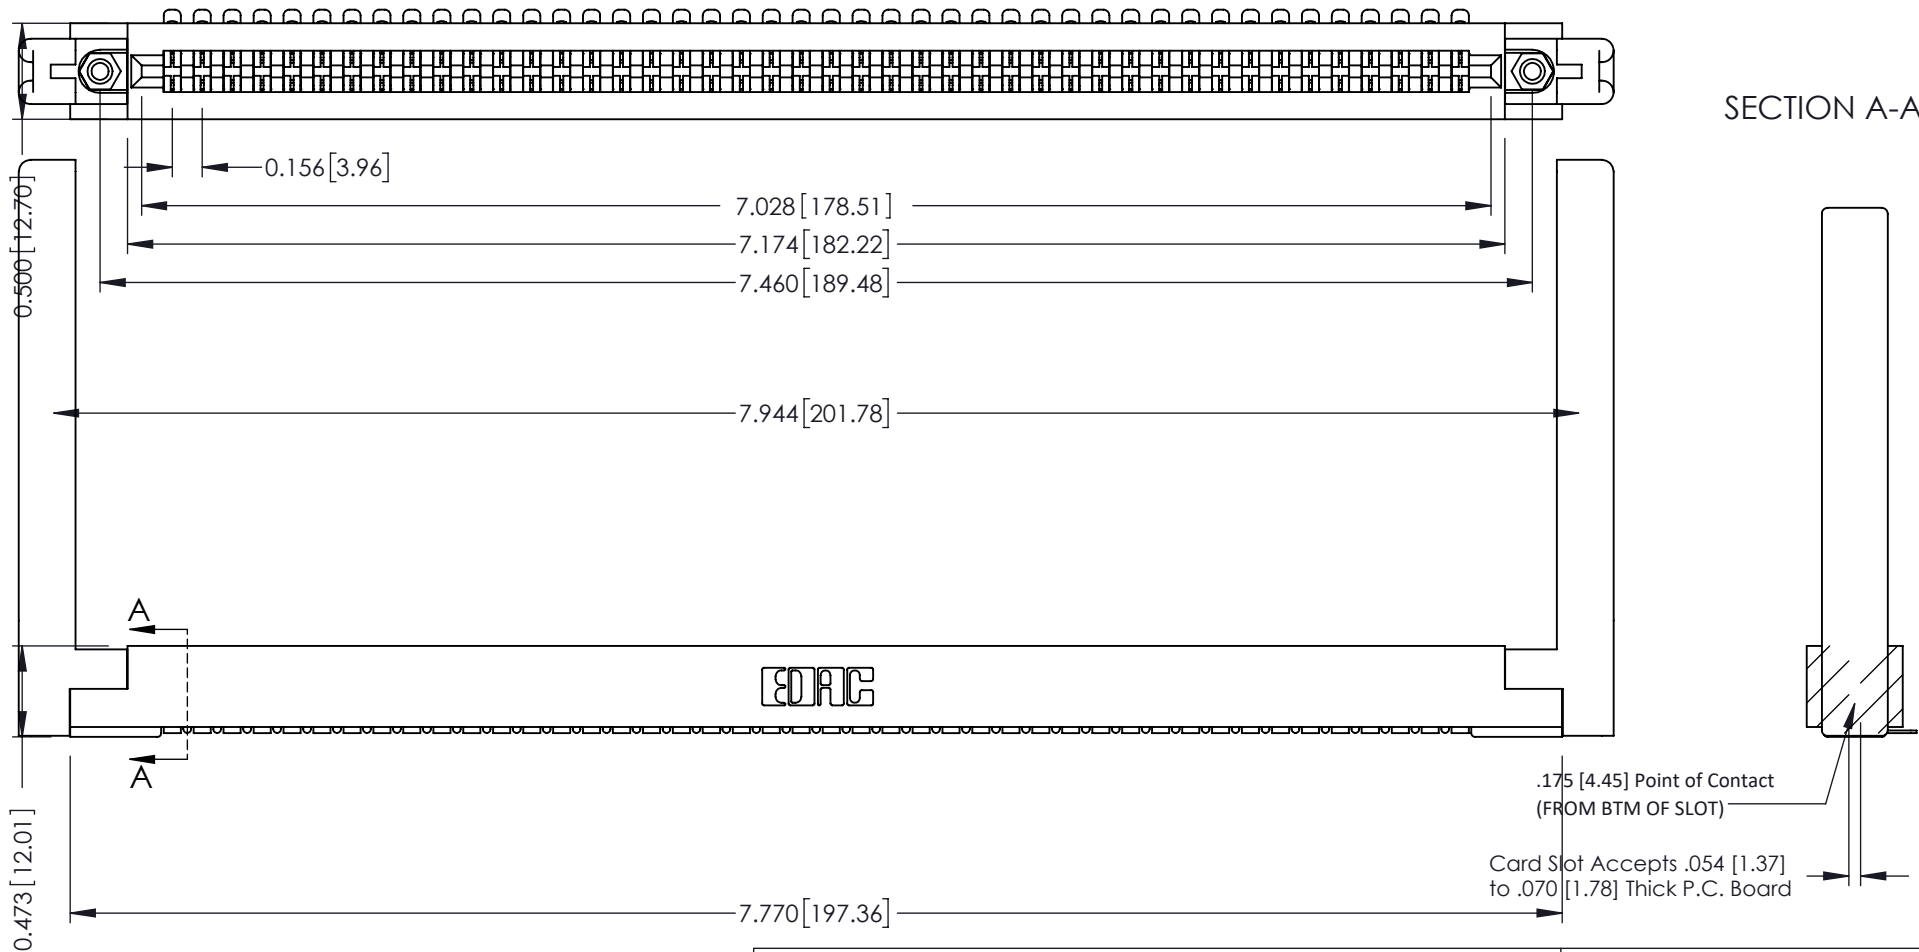 SECTION A-A
0.156[3.96]
7.028[178.51]
7.174[182.22]
7.460[189.48]
0.500[12.70]
7.944[201.78]
A
EDAC
A
.175 [4.45] Point of Contact
(FROM BTM OF SLOT)
Card Slot Accepts .054 [1.37]
to .070 [1.78] Thick P.C. Board
0.473[12.01]
7.770[197.36]